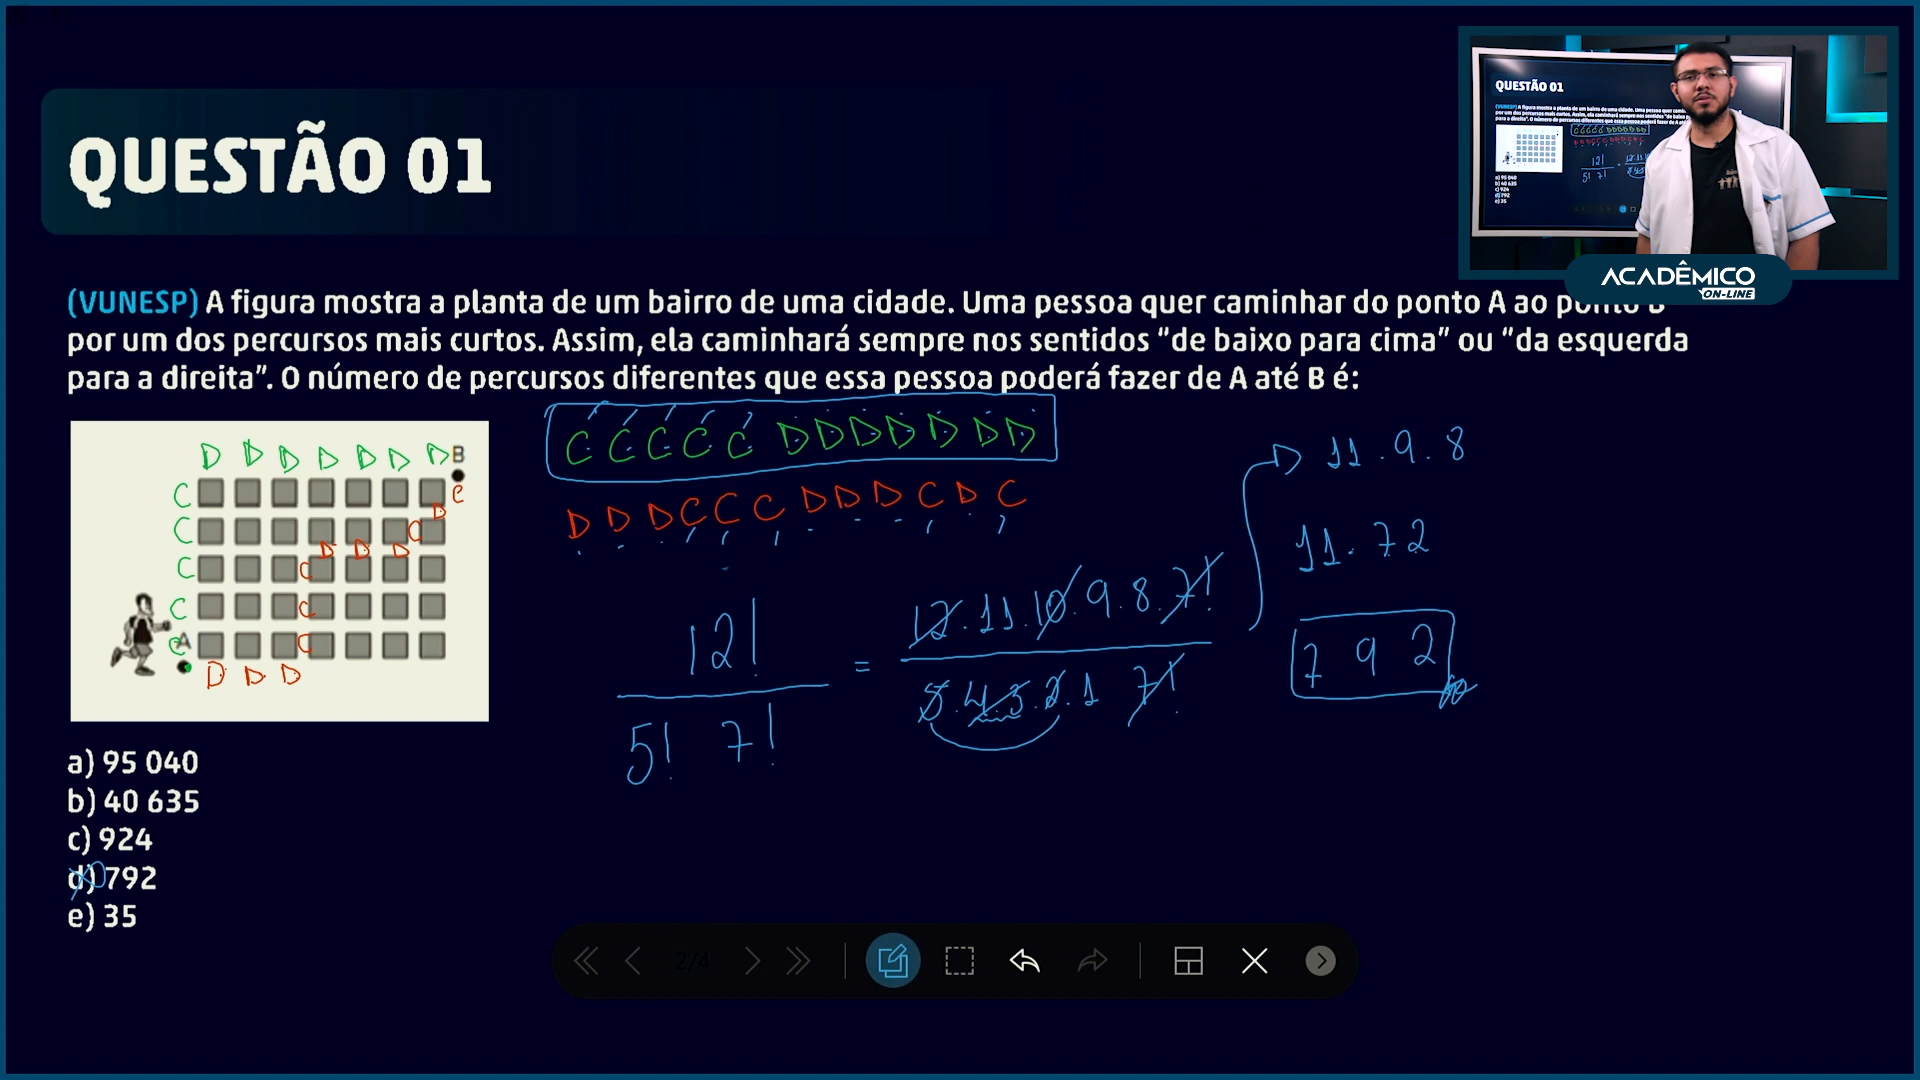 QUESTÃO 01
ACADÊMICO
ON-LINE
(VUNESP) A figura mostra a planta de um bairro de uma cidade. Uma pessoa quer caminhar do ponto A ao ponto B
por um dos percursos mais curtos. Assim, ela caminhará sempre nos sentidos “de baixo para cima” ou “da esquerda
para a direita”. O número de percursos diferentes que essa pessoa poderá fazer de A até B é:
C C C C C D D D D D D D
D D D C C C D D D C D C
D D D D D D D B
C C
C D
C C
D D D
C C
C C
C A C
D D D
12!
5! 7!
=
12.11.10.9.8.7!
5.4.3.2.1 7!
D 11.9.8
11.72
792
a) 95 040
b) 40 635
c) 924
d) 792
e) 35
2/4